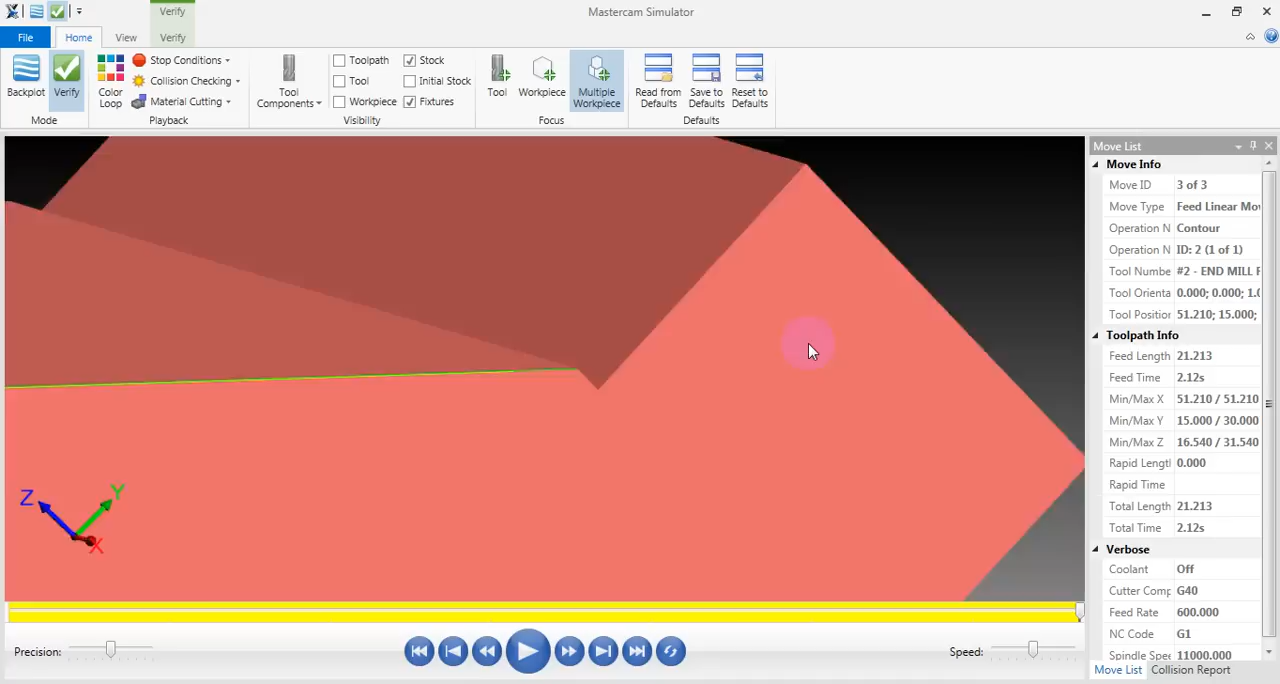 Verify
Mastercam Simulator
File
Home
View
Verify
Backplot
Verify
Mode
Color Loop
Stop Conditions
Collision Checking
Material Cutting
Playback
Tool Components
Toolpath
Tool
Workpiece
Stock
Initial Stock
Fixtures
Visibility
Tool
Workpiece
Multiple Workpiece
Focus
Read from Defaults
Save to Defaults
Reset to Defaults
Defaults
Move List
Move Info
Move ID 3 of 3
Move Type Feed Linear Mo
Operation N Contour
Operation N ID: 2 (1 of 1)
Tool Numbe #2 - END MILL F
Tool Orienta 0.000; 0.000; 1.0
Tool Position 51.210; 15.000;
Toolpath Info
Feed Length 21.213
Feed Time 2.12s
Min/Max X 51.210 / 51.210
Min/Max Y 15.000 / 30.000
Min/Max Z 16.540 / 31.540
Rapid Lengt 0.000
Rapid Time
Total Length 21.213
Total Time 2.12s
Verbose
Coolant Off
Cutter Comp G40
Feed Rate 600.000
NC Code G1
Spindle Spee 11000.000
Z
Y
X
Precision:
Speed:
Move List
Collision Report